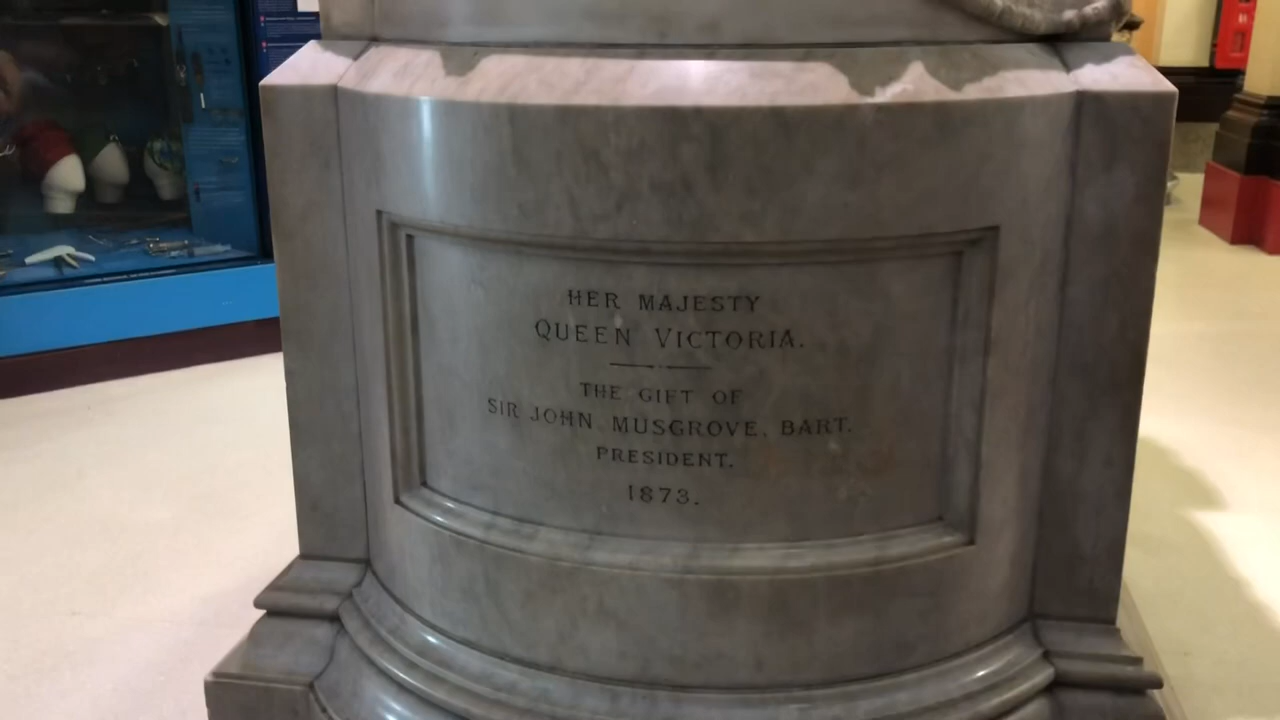 HER MAJESTY
QUEEN VICTORIA.
THE GIFT OF
SIR JOHN MUSGROVE, BART.
PRESIDENT.
1873.